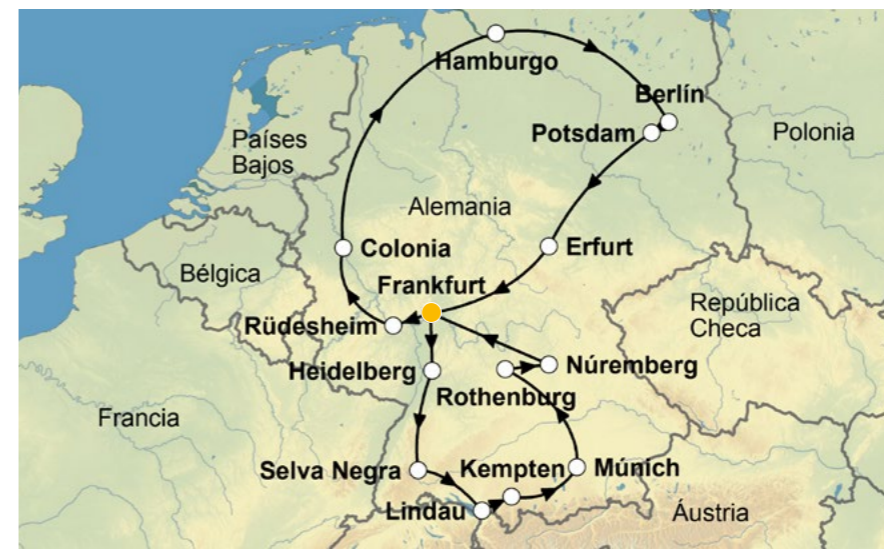 Hamburgo
Berlín
Potsdam
Polonia
Países
Bajos
Alemania
Colonia
Erfurt
Bélgica
Frankfurt
República
Checa
Rüdesheim
Heidelberg
Núremberg
Rothenburg
Francia
Selva Negra
Kempten
Múnich
Lindau
Áustria